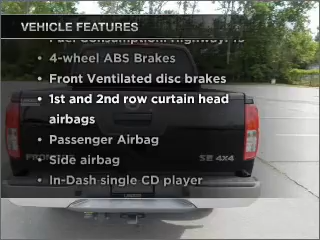 VEHICLE FEATURES
• 4-wheel ABS Brakes
• Front Ventilated disc brakes
• 1st and 2nd row curtain head
airbags
• Passenger Airbag
• Side airbag
SE 4x4
• In-Dash single CD player